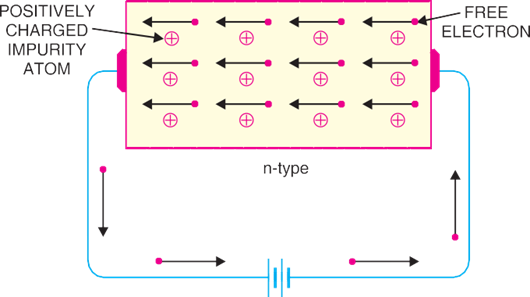 POSITIVELY
CHARGED
IMPURITY
ATOM
FREE
ELECTRON
n-type